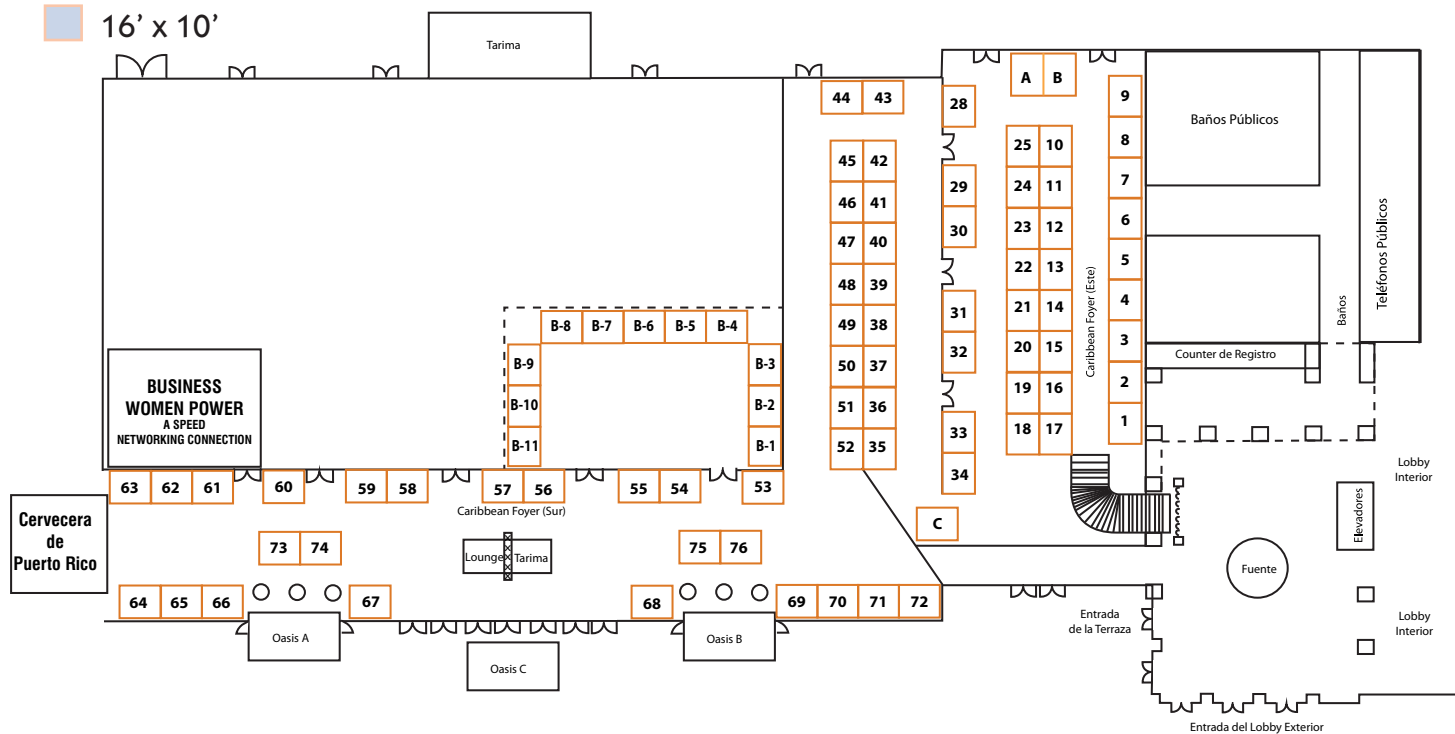 16’ x 10’
Tarima
A B
44 43
28
9
Baños Públicos
8
25 10
45 42
7
29
24 11
46 41
6
30
23 12
47 40
5
22 13
48 39
4
31
21 14
49 38
3
32
20 15
50 37
2
19 16
51 36
1
33
18 17
52 35
34
Caribbean Foyer (Este)
Teléfonos Públicos
Baños
Counter de Registro
B-8 B-7 B-6 B-5 B-4
B-9 B-3
B-10 B-2
B-11 B-1
BUSINESS
WOMEN POWER
A SPEED
NETWORKING CONNECTION
63 62 61 60 59 58 57 56 55 54 53
Caribbean Foyer (Sur)
Cervecera
de
Puerto Rico
73 74
Lounge Tarima
75 76
C
64 65 66 67 68 69 70 71 72
Oasis A
Oasis B
Oasis C
Lobby
Interior
Elevadores
Fuente
Entrada
de la Terraza
Lobby
Interior
Entrada del Lobby Exterior